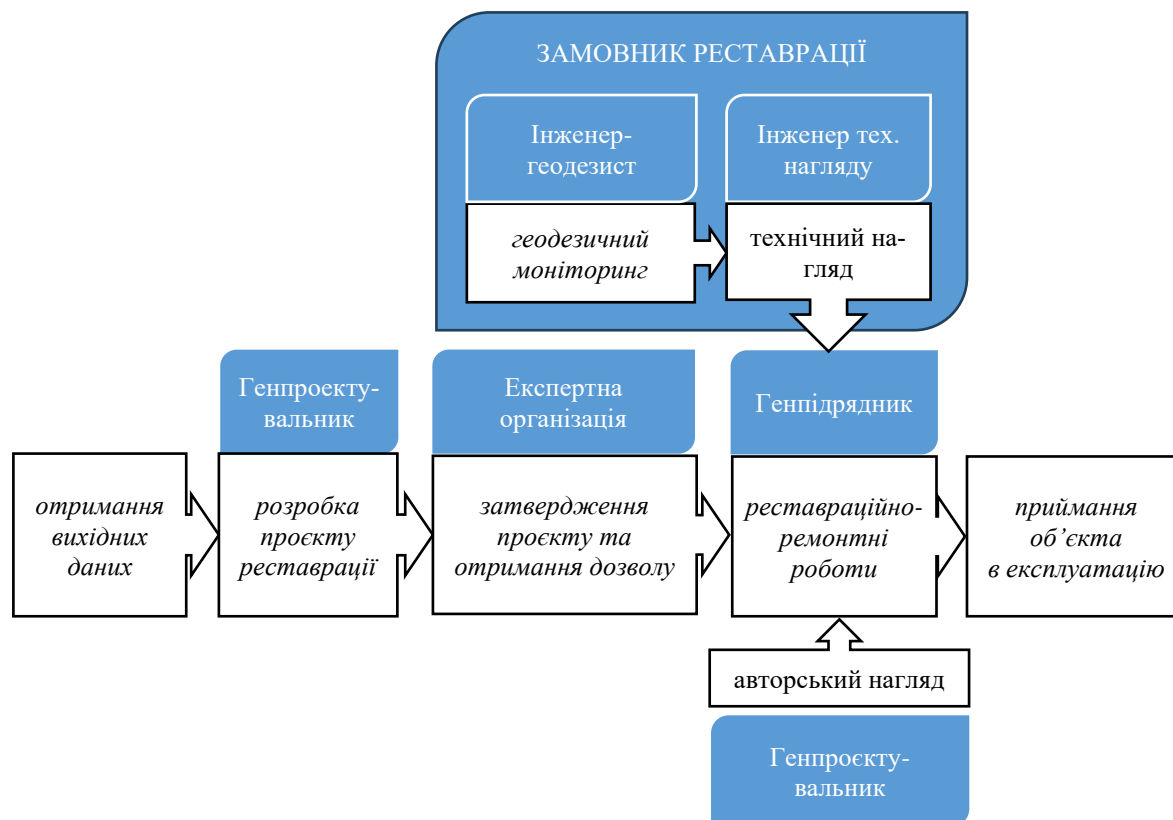 ЗАМОВНИК РЕСТАВРАЦІЇ
Інженер-
геодезист
Інженер тех.
нагляду
геодезичний
моніторинг
технічний на-
гляд
Генпроекту-
вальник
Експертна
організація
Генпідрядник
отримання
вихідних
даних
розробка
проєкту
реставрації
затвердження
проєкту та
отримання дозволу
реставраційно-
ремонтні
роботи
приймання
об’єкта
в експлуатацію
авторський нагляд
Генпроєкту-
вальник